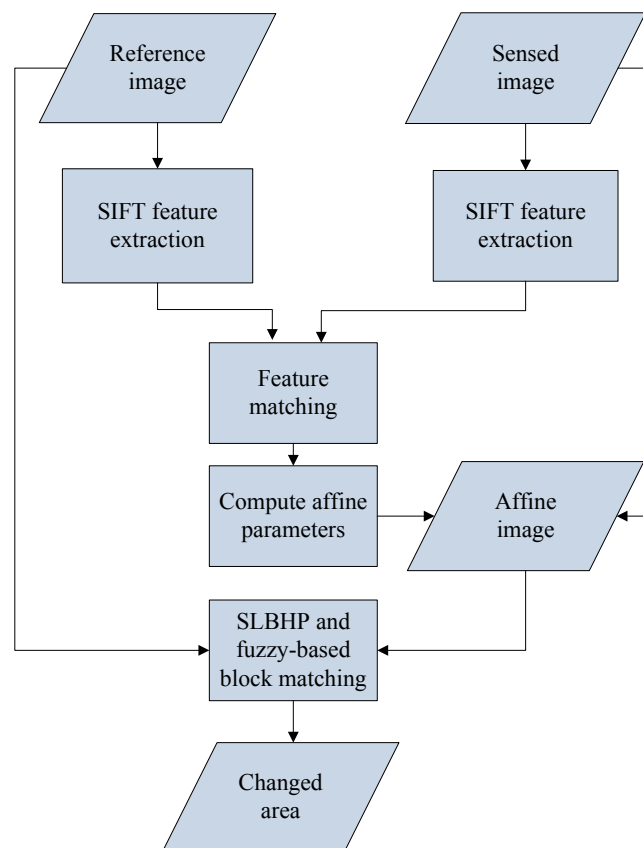 Reference
image
Sensed
image
SIFT feature
extraction
SIFT feature
extraction
Feature
matching
Compute affine
parameters
Affine
image
SLBHP and
fuzzy-based
block matching
Changed
area